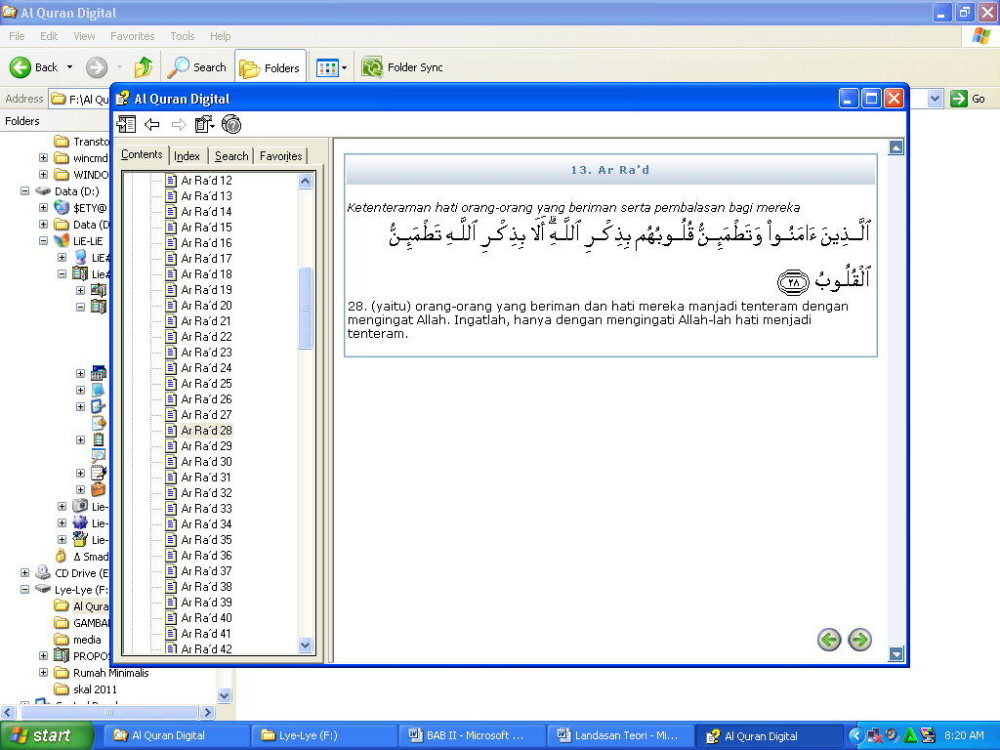 Al Quran Digital
File Edit View Favorites Tools Help
Back Search Folders Folder Sync
Address F:\Al Qu Go
Folders
Transto
wincmd
WINDO
Data (D:)
$ETY@
Data (D
LiE-LiE
LiE#
Lie#
Lie-
Lie-
Lie-
Δ Smad
CD Drive (E
Lye-Lye (F:
Al Qura
GAMBA
media
PROPOS
Rumah Minimalis
skal 2011
Al Quran Digital
Contents Index Search Favorites
Ar Ra´d 12
Ar Ra´d 13
Ar Ra´d 14
Ar Ra´d 15
Ar Ra´d 16
Ar Ra´d 17
Ar Ra´d 18
Ar Ra´d 19
Ar Ra´d 20
Ar Ra´d 21
Ar Ra´d 22
Ar Ra´d 23
Ar Ra´d 24
Ar Ra´d 25
Ar Ra´d 26
Ar Ra´d 27
Ar Ra´d 28
Ar Ra´d 29
Ar Ra´d 30
Ar Ra´d 31
Ar Ra´d 32
Ar Ra´d 33
Ar Ra´d 34
Ar Ra´d 35
Ar Ra´d 36
Ar Ra´d 37
Ar Ra´d 38
Ar Ra´d 39
Ar Ra´d 40
Ar Ra´d 41
Ar Ra´d 42
13. Ar Ra'd
Ketenteraman hati orang-orang yang beriman serta pembalasan bagi mereka
ٱلَّذِينَ ءَامَنُواْ وَتَطْمَئِنُّ قُلُوبُهُم بِذِكْرِ ٱللَّهِۗ أَلَا بِذِكْرِ ٱللَّهِ تَطْمَئِنُّ
ٱلْقُلُوبُ ٢٨
28. (yaitu) orang-orang yang beriman dan hati mereka manjadi tenteram dengan
mengingat Allah. Ingatlah, hanya dengan mengingati Allah-lah hati menjadi
tenteram.
start Al Quran Digital Lye-Lye (F:) BAB II - Microsoft ... Landasan Teori - Mi... Al Quran Digital 8:20 AM